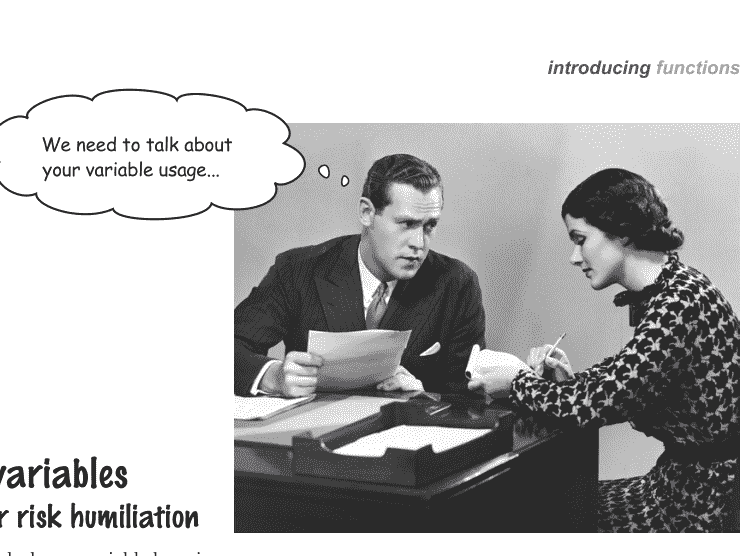 introducing functions
We need to talk about
your variable usage...
variables
r risk humiliation